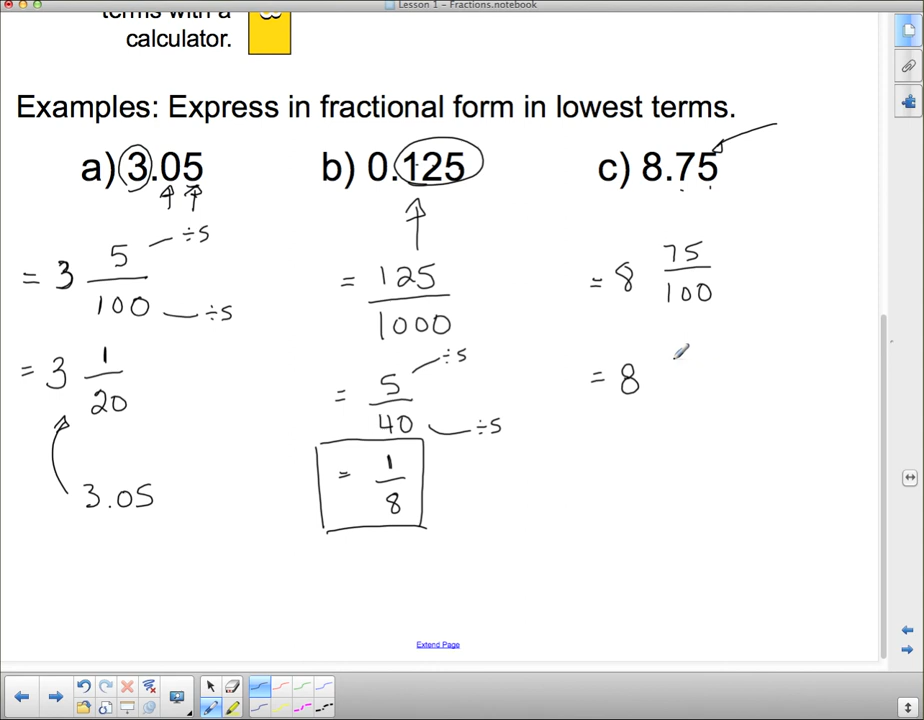 Lesson 1 - Fractions.notebook
terms with a
calculator.
Examples: Express in fractional form in lowest terms.
a) 3.05
= 3 5/100
÷5
÷5
= 3 1/20
3.05
b) 0.125
= 125/1000
= 5/40
÷5
÷5
= 1/8
c) 8.75
= 8 75/100
= 8
Extend Page